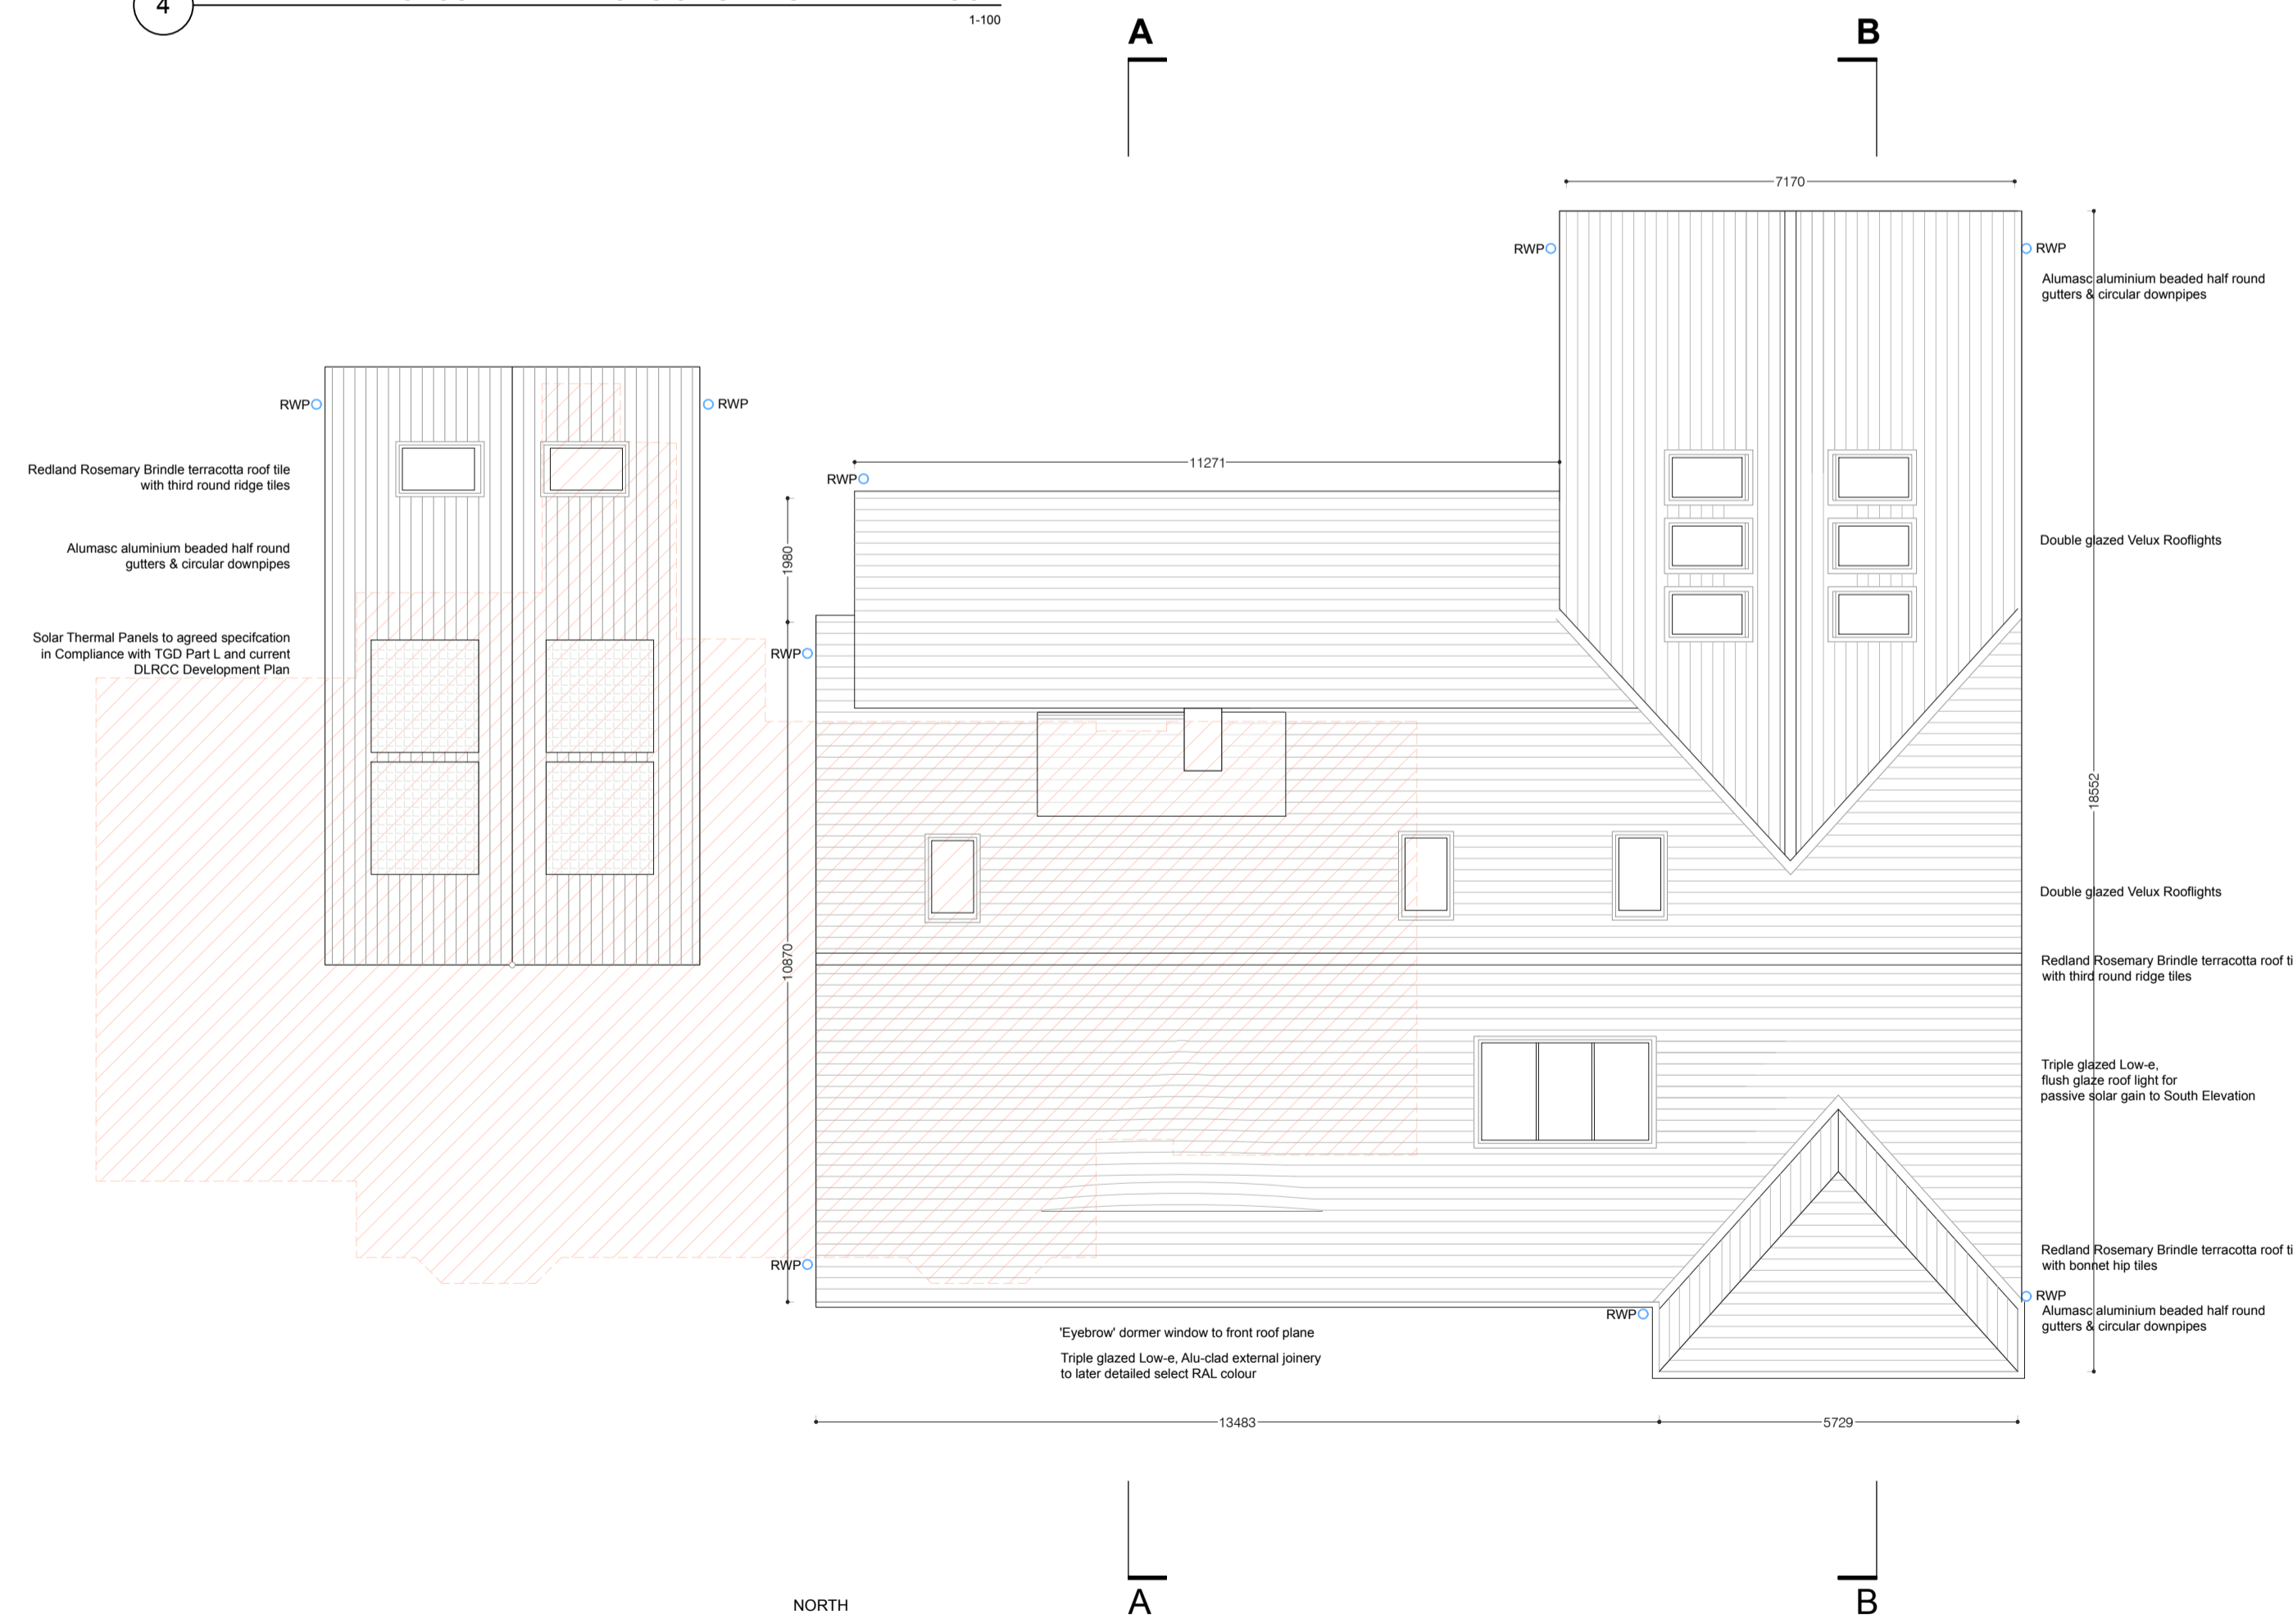 4
1-100
A
B
7170
RWP
RWP
Alumasc aluminium beaded half round
gutters & circular downpipes
RWP
RWP
11271
RWP
Redland Rosemary Brindle terracotta roof tile
with third round ridge tiles
1980
Alumasc aluminium beaded half round
gutters & circular downpipes
Double glazed Velux Rooflights
Solar Thermal Panels to agreed specifcation
in Compliance with TGD Part L and current
DLRCC Development Plan
RWP
18552
Double glazed Velux Rooflights
10870
Redland Rosemary Brindle terracotta roof ti
with third round ridge tiles
Triple glazed Low-e,
flush glaze roof light for
passive solar gain to South Elevation
Redland Rosemary Brindle terracotta roof ti
with bonnet hip tiles
RWP
RWP
RWP
Alumasc aluminium beaded half round
gutters & circular downpipes
'Eyebrow' dormer window to front roof plane
Triple glazed Low-e, Alu-clad external joinery
to later detailed select RAL colour
13483
5729
NORTH
A
B